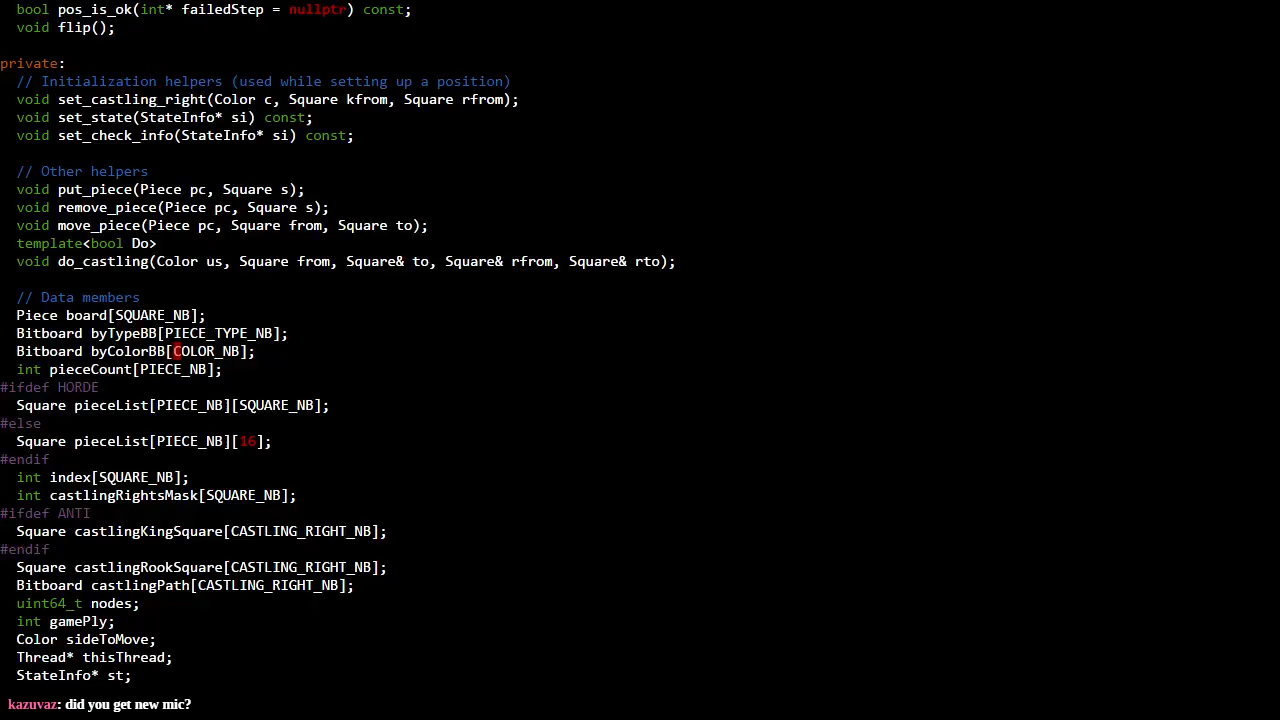 bool pos_is_ok(int* failedStep = nullptr) const;
  void flip();

private:
  // Initialization helpers (used while setting up a position)
  void set_castling_right(Color c, Square kfrom, Square rfrom);
  void set_state(StateInfo* si) const;
  void set_check_info(StateInfo* si) const;

  // Other helpers
  void put_piece(Piece pc, Square s);
  void remove_piece(Piece pc, Square s);
  void move_piece(Piece pc, Square from, Square to);
  template<bool Do>
  void do_castling(Color us, Square from, Square& to, Square& rfrom, Square& rto);

  // Data members
  Piece board[SQUARE_NB];
  Bitboard byTypeBB[PIECE_TYPE_NB];
  Bitboard byColorBB[COLOR_NB];
  int pieceCount[PIECE_NB];
#ifdef HORDE
  Square pieceList[PIECE_NB][SQUARE_NB];
#else
  Square pieceList[PIECE_NB][16];
#endif
  int index[SQUARE_NB];
  int castlingRightsMask[SQUARE_NB];
#ifdef ANTI
  Square castlingKingSquare[CASTLING_RIGHT_NB];
#endif
  Square castlingRookSquare[CASTLING_RIGHT_NB];
  Bitboard castlingPath[CASTLING_RIGHT_NB];
  uint64_t nodes;
  int gamePly;
  Color sideToMove;
  Thread* thisThread;
  StateInfo* st;
kazuvaz: did you get new mic?